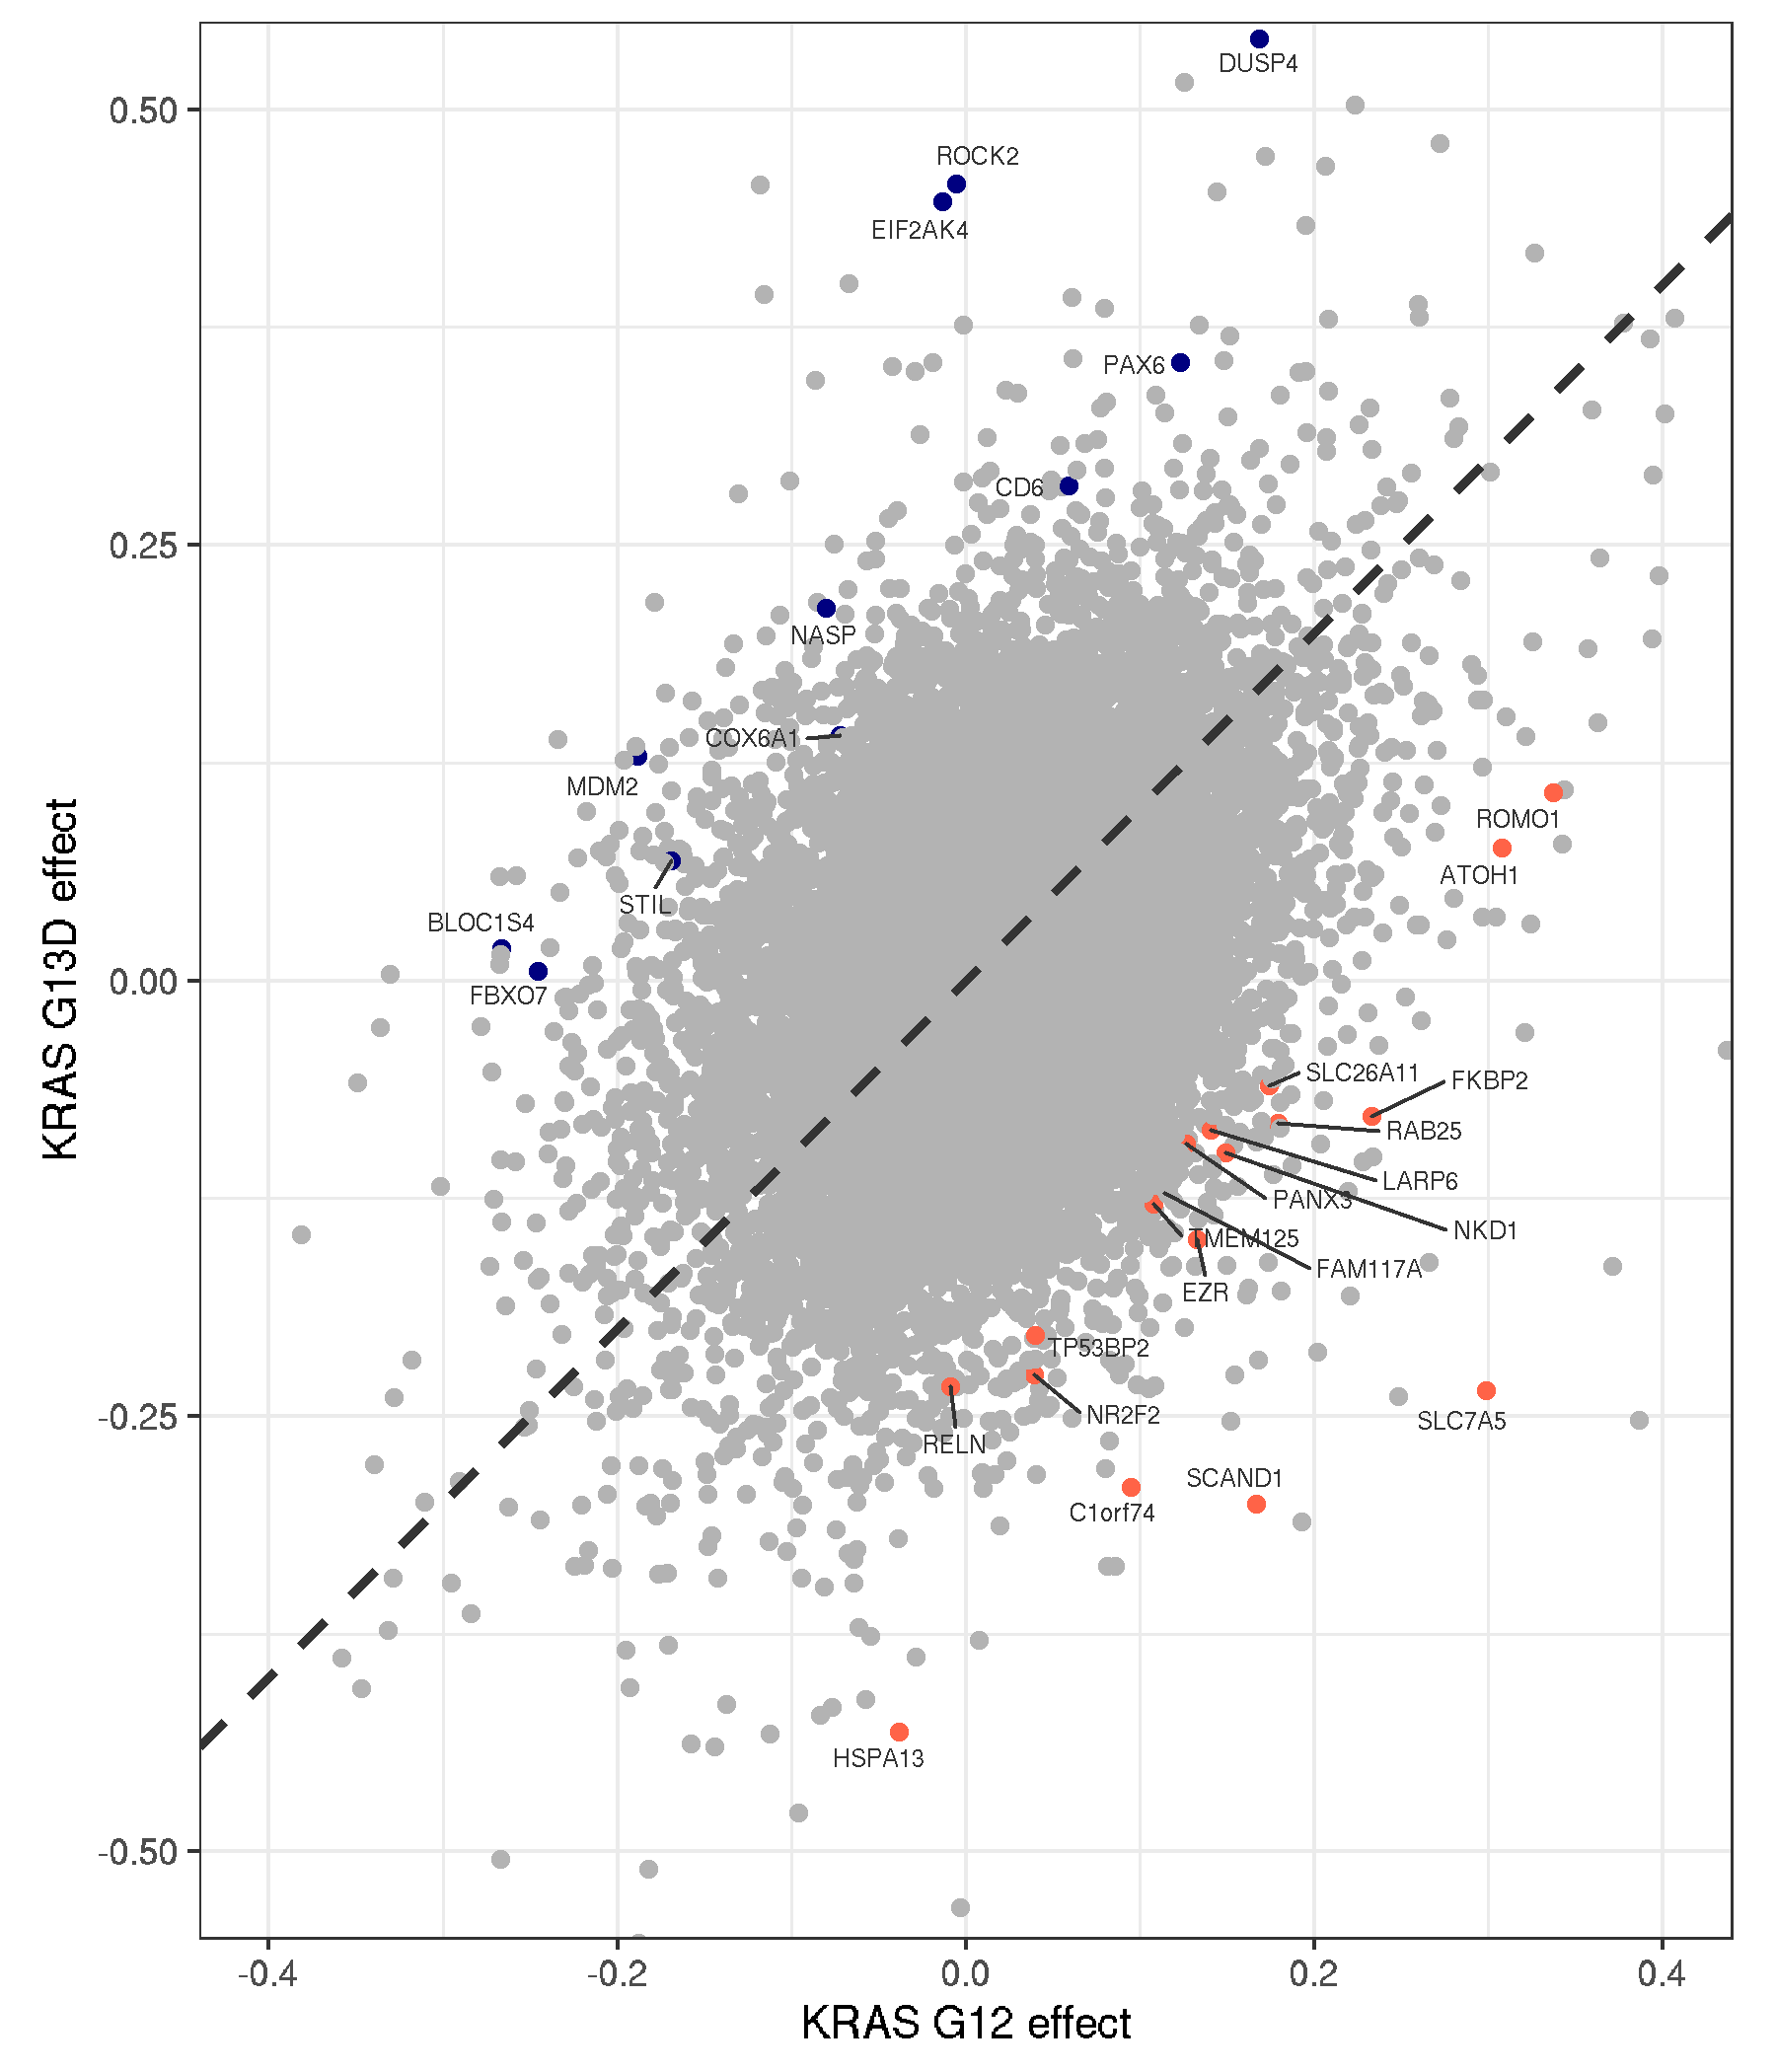 DUSP4
0.50
ROCK2
EIF2AK4
PAX6
CD6
0.25
NASP
COX6A1
MDM2
ROMO1
ATOH1
STIL
BLOC1S4
0.00
FBXO7
SLC26A11
FKBP2
RAB25
LARP6
PANX3
NKD1
TMEM125
FAM117A
EZR
TP53BP2
NR2F2
-0.25
SLC7A5
RELN
SCAND1
C1orf74
HSPA13
-0.50
KRAS G13D effect
-0.4
-0.2
0.0
0.2
0.4
KRAS G12 effect